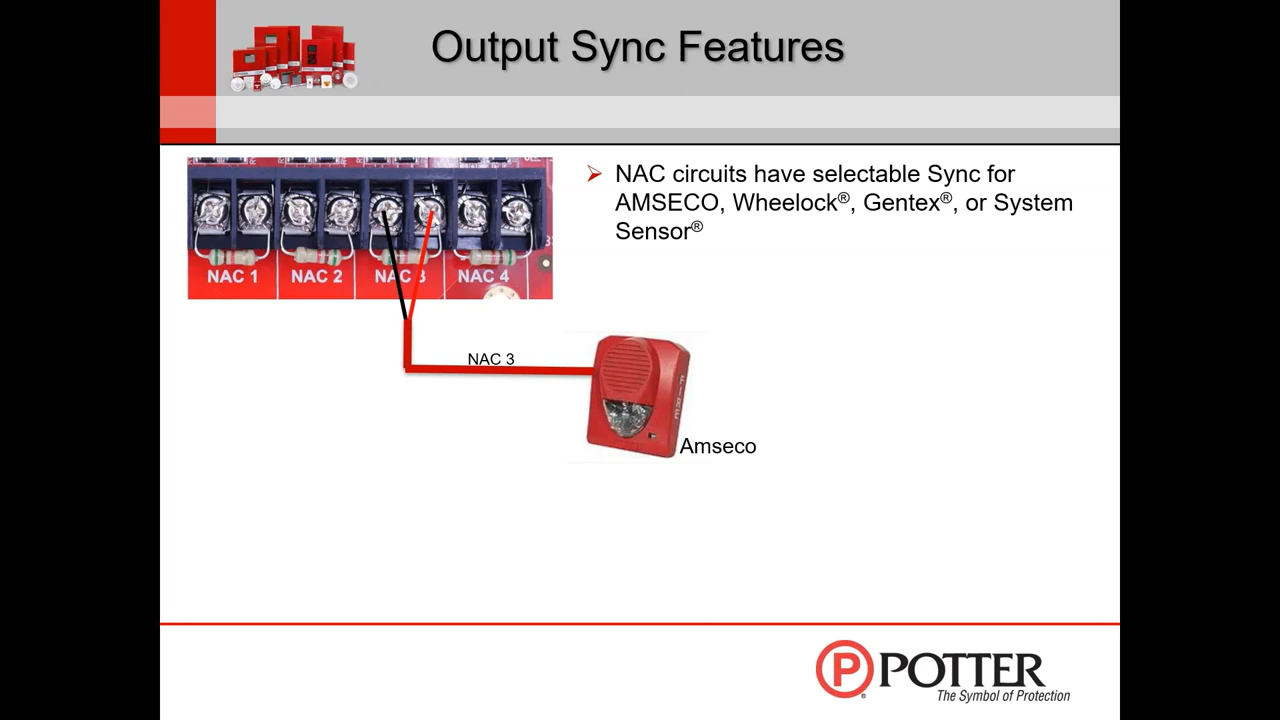 Output Sync Features
NAC circuits have selectable Sync for
AMSECO, Wheelock®, Gentex®, or System
Sensor®
NAC 1
NAC 2
NAC 3
NAC 4
NAC 3
Amseco
P
POTTER
The Symbol of Protection